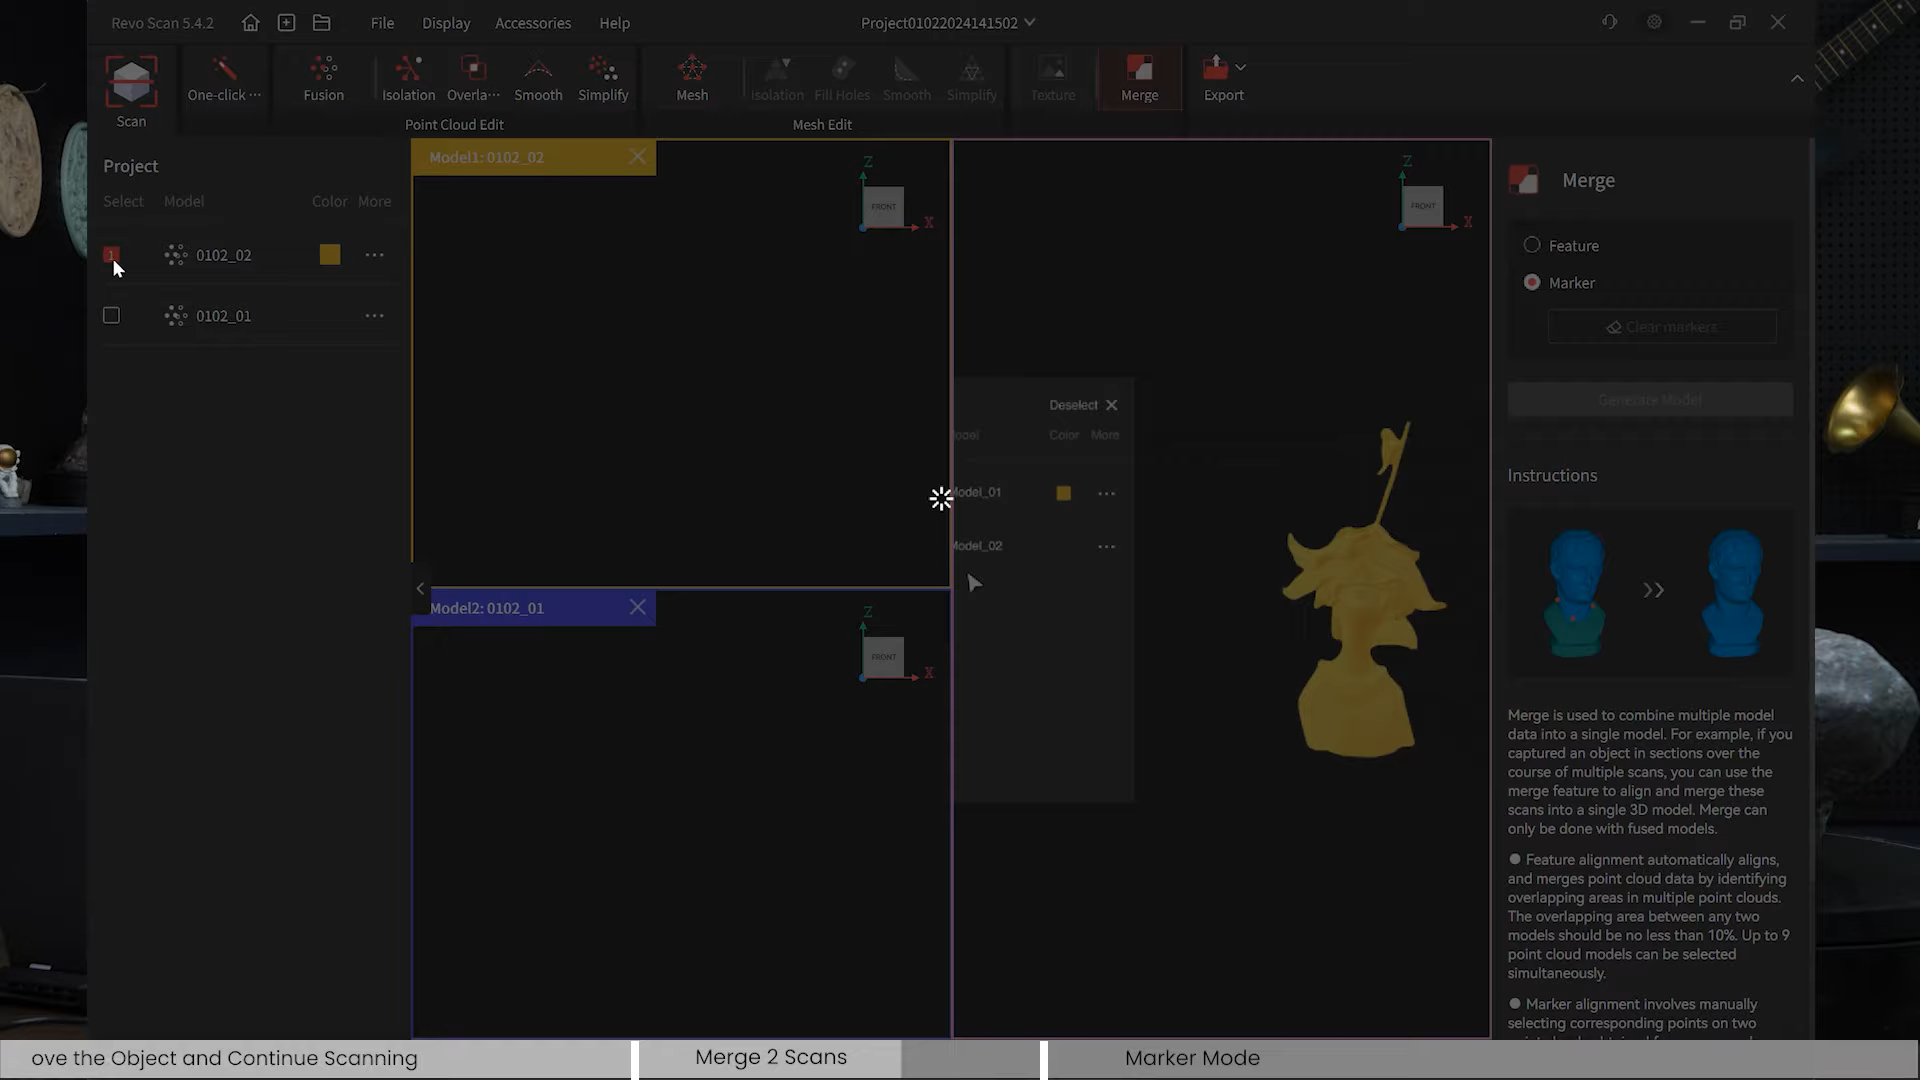 Revo Scan 5.4.2
File
Display
Accessories
Help
Project01022024141502
Scan
One-click ···
Fusion
Isolation
Overla···
Smooth
Simplify
Point Cloud Edit
Mesh
Isolation
Fill Holes
Smooth
Simplify
Mesh Edit
Texture
Merge
Export
Project
Select
Model
Color
More
1
0102_02
0102_01
Model1: 0102_02
Z
FRONT
X
Model2: 0102_01
Z
FRONT
X
Z
FRONT
X
Deselect
odel
Color
More
Model_01
Model_02
Merge
Feature
Marker
Clear markers
Generate Model
Instructions
Merge is used to combine multiple model
data into a single model. For example, if you
captured an object in sections over the
course of multiple scans, you can use the
merge feature to align and merge these
scans into a single 3D model. Merge can
only be done with fused models.
● Feature alignment automatically aligns,
and merges point cloud data by identifying
overlapping areas in multiple point clouds.
The overlapping area between any two
models should be no less than 10%. Up to 9
point cloud models can be selected
simultaneously.
● Marker alignment involves manually
selecting corresponding points on two
ove the Object and Continue Scanning
Merge 2 Scans
Marker Mode